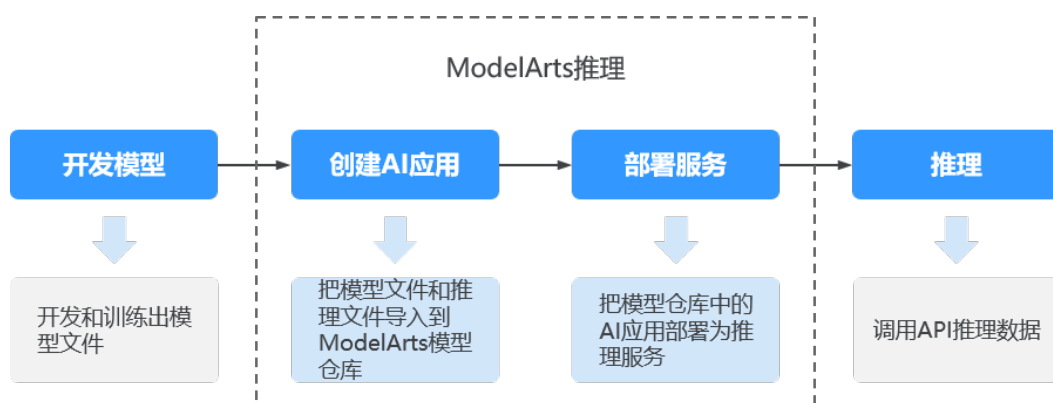 ModelArts推理
开发模型
创建AI应用
部署服务
推理
开发和训练出模
型文件
把模型文件和推
理文件导入到
ModelArts模型
仓库
把模型仓库中的
AI应用部署为推
理服务
调用API推理数据